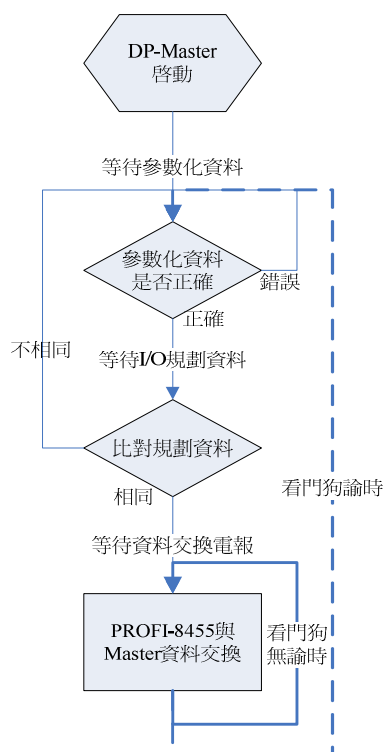 DP-Master
啓動
等待參數化資料
參數化資料
是否正確
錯誤
正確
不相同
等待I/O規劃資料
比對規劃資料
相同
看門狗諭時
等待資料交換電報
PROFI-8455與
Master資料交換
看門狗
無諭時